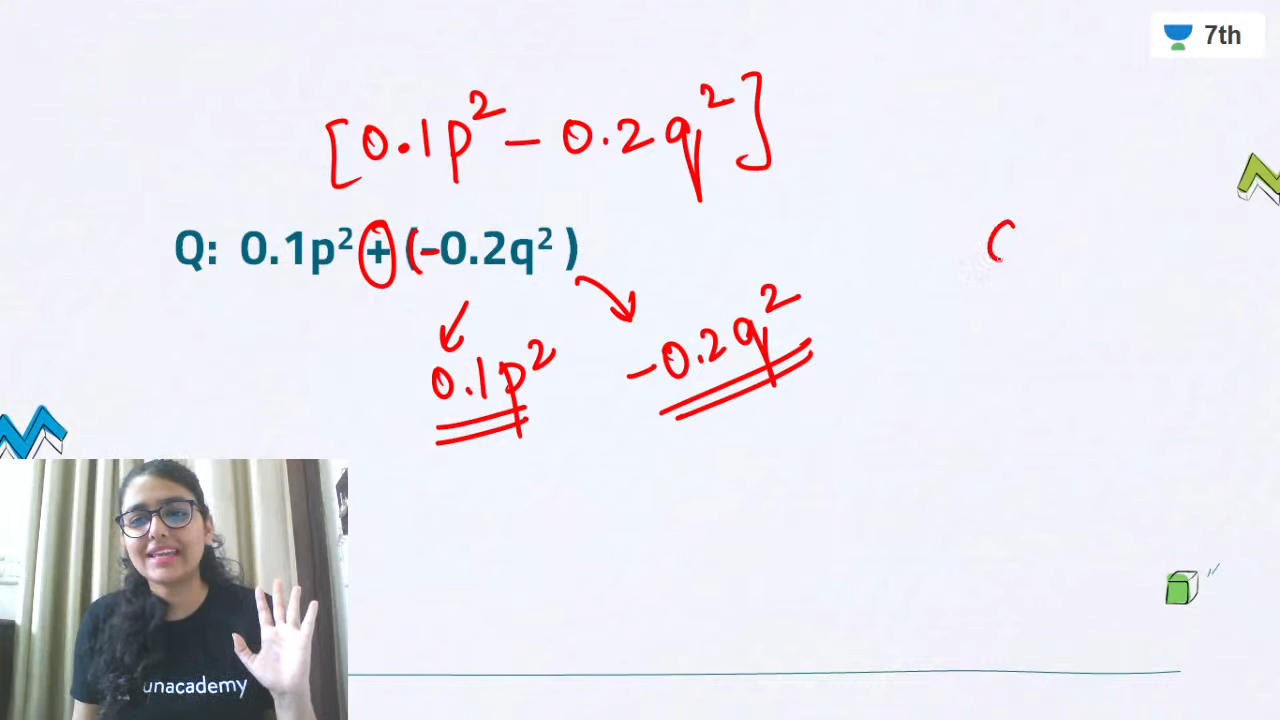 7th
[0.1p² - 0.2q²]
Q: 0.1p² + (-0.2q²)
0.1p² -0.2q²
unacademy